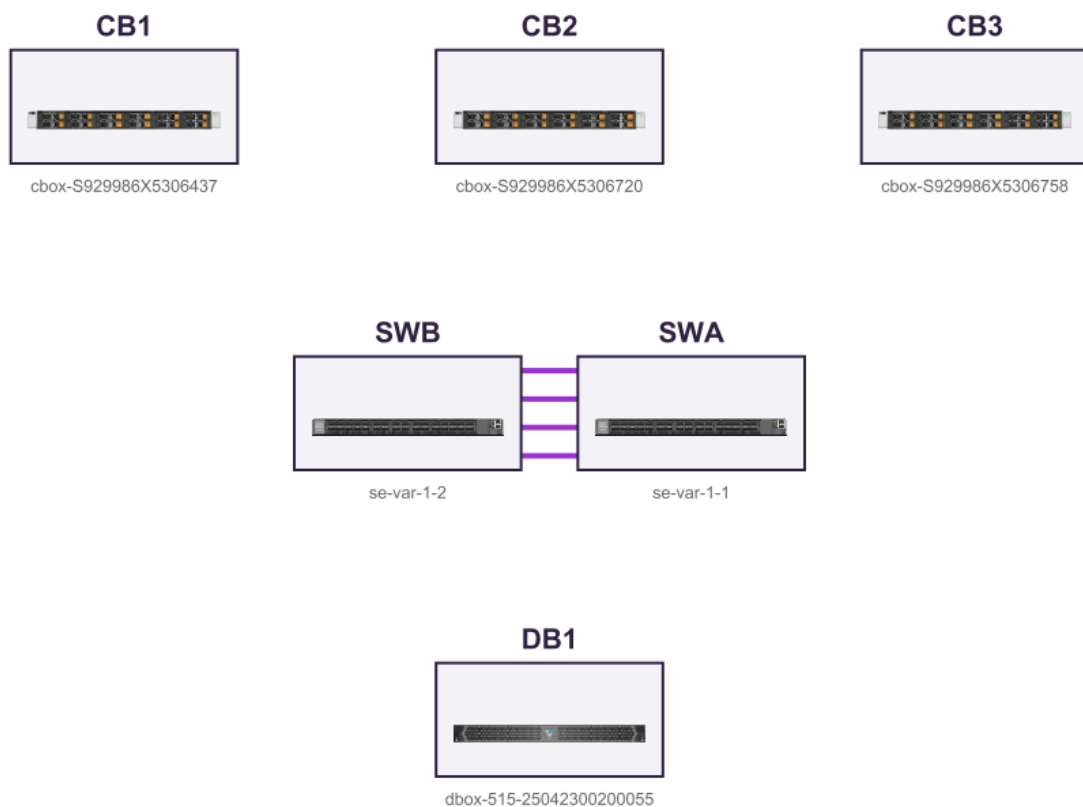 CB1
CB2
CB3
cbox-S929986X5306437
cbox-S929986X5306720
cbox-S929986X5306758
SWB
SWA
se-var-1-2
se-var-1-1
DB1
dbox-515-25042300200055